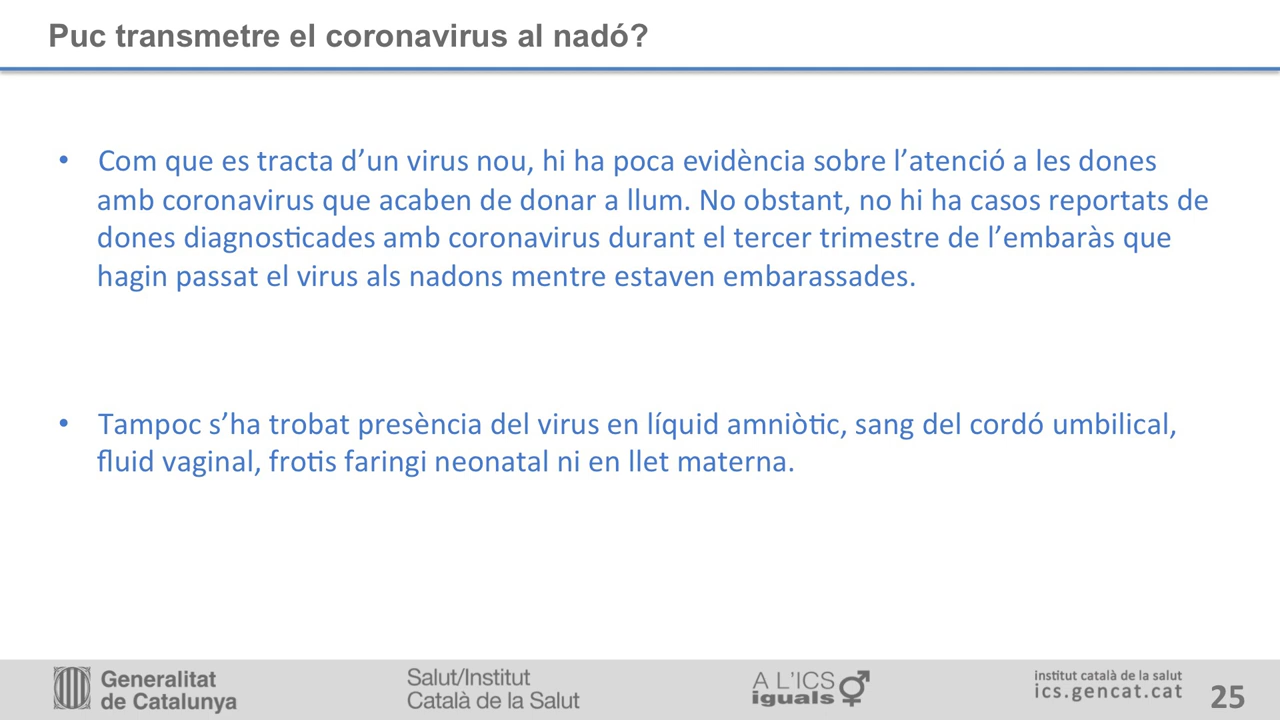 Puc transmetre el coronavirus al nadó?
• Com que es tracta d’un virus nou, hi ha poca evidència sobre l’atenció a les dones
amb coronavirus que acaben de donar a llum. No obstant, no hi ha casos reportats de
dones diagnosticades amb coronavirus durant el tercer trimestre de l’embaràs que
hagin passat el virus als nadons mentre estaven embarassades.
• Tampoc s’ha trobat presència del virus en líquid amniòtic, sang del cordó umbilical,
fluid vaginal, frotis faringi neonatal ni en llet materna.
Generalitat
de Catalunya
Salut/Institut
Català de la Salut
A L'ICS
iguals
institut català de la salut
ics.gencat.cat
25